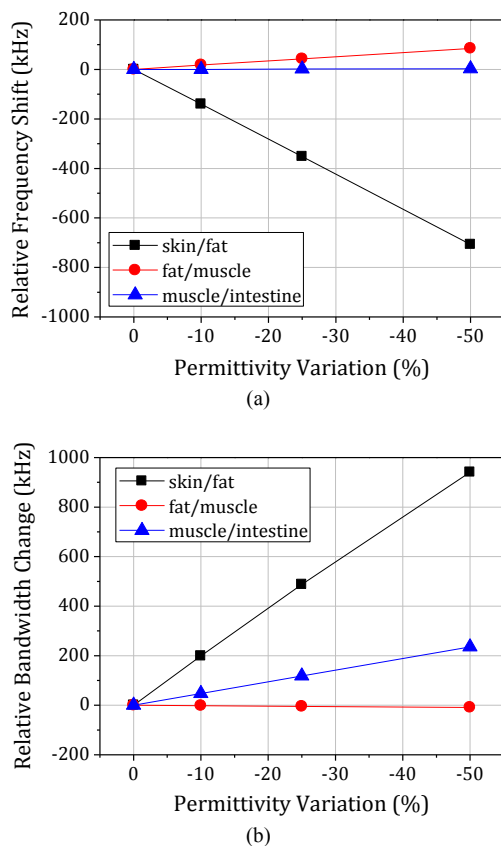 200
0
-200
-400
-600
-800
-1000
Relative Frequency Shift (kHz)
skin/fat
fat/muscle
muscle/intestine
0 -10 -20 -30 -40 -50
Permittivity Variation (%)
(a)
1000
800
600
400
200
0
-200
Relative Bandwidth Change (kHz)
skin/fat
fat/muscle
muscle/intestine
0 -10 -20 -30 -40 -50
Permittivity Variation (%)
(b)